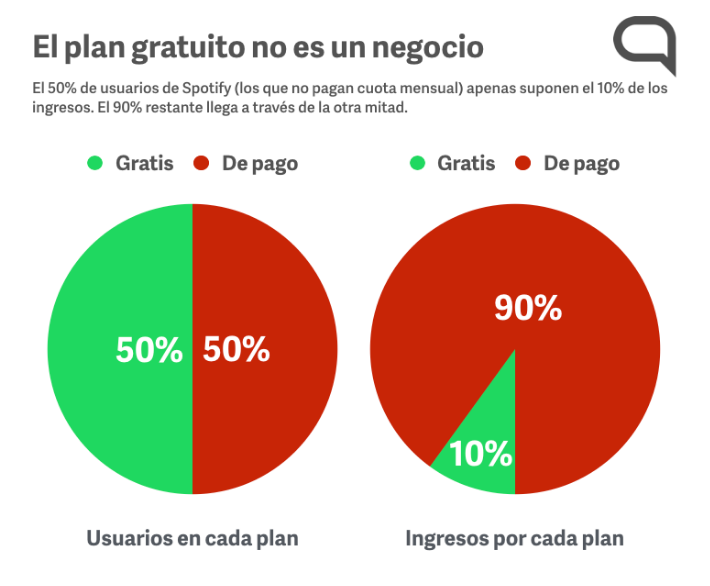 El plan gratuito no es un negocio
El 50% de usuarios de Spotify (los que no pagan cuota mensual) apenas suponen el 10% de los
ingresos. El 90% restante llega a través de la otra mitad.
Gratis De pago
Gratis De pago
50% 50%
90%
10%
Usuarios en cada plan
Ingresos por cada plan